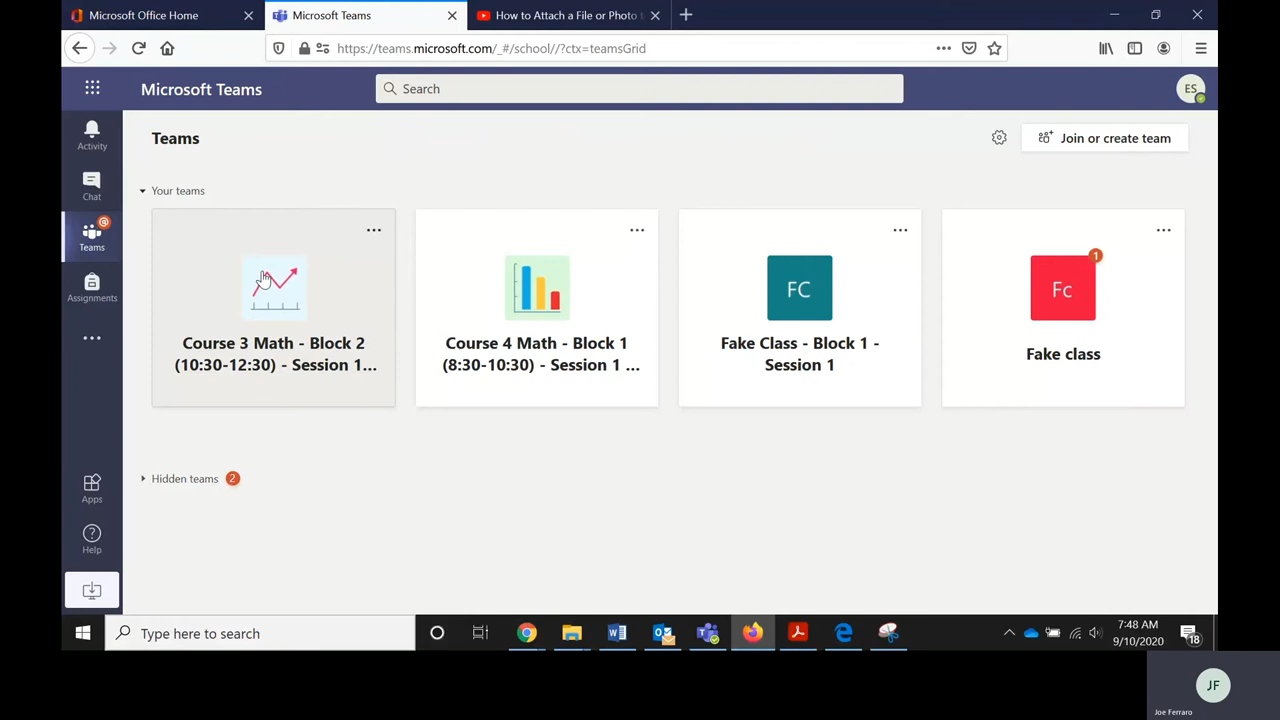 Microsoft Office Home
Microsoft Teams
How to Attach a File or Photo t
https://teams.microsoft.com/_#/school//?ctx=teamsGrid
Microsoft Teams
Search
ES
Activity
Chat
Teams
Assignments
Apps
Help
Teams
Join or create team
Your teams
Course 3 Math - Block 2
(10:30-12:30) - Session 1...
Course 4 Math - Block 1
(8:30-10:30) - Session 1 ...
FC
Fake Class - Block 1 -
Session 1
1
Fc
Fake class
Hidden teams 2
Type here to search
7:48 AM
9/10/2020
18
JF
Joe Ferraro